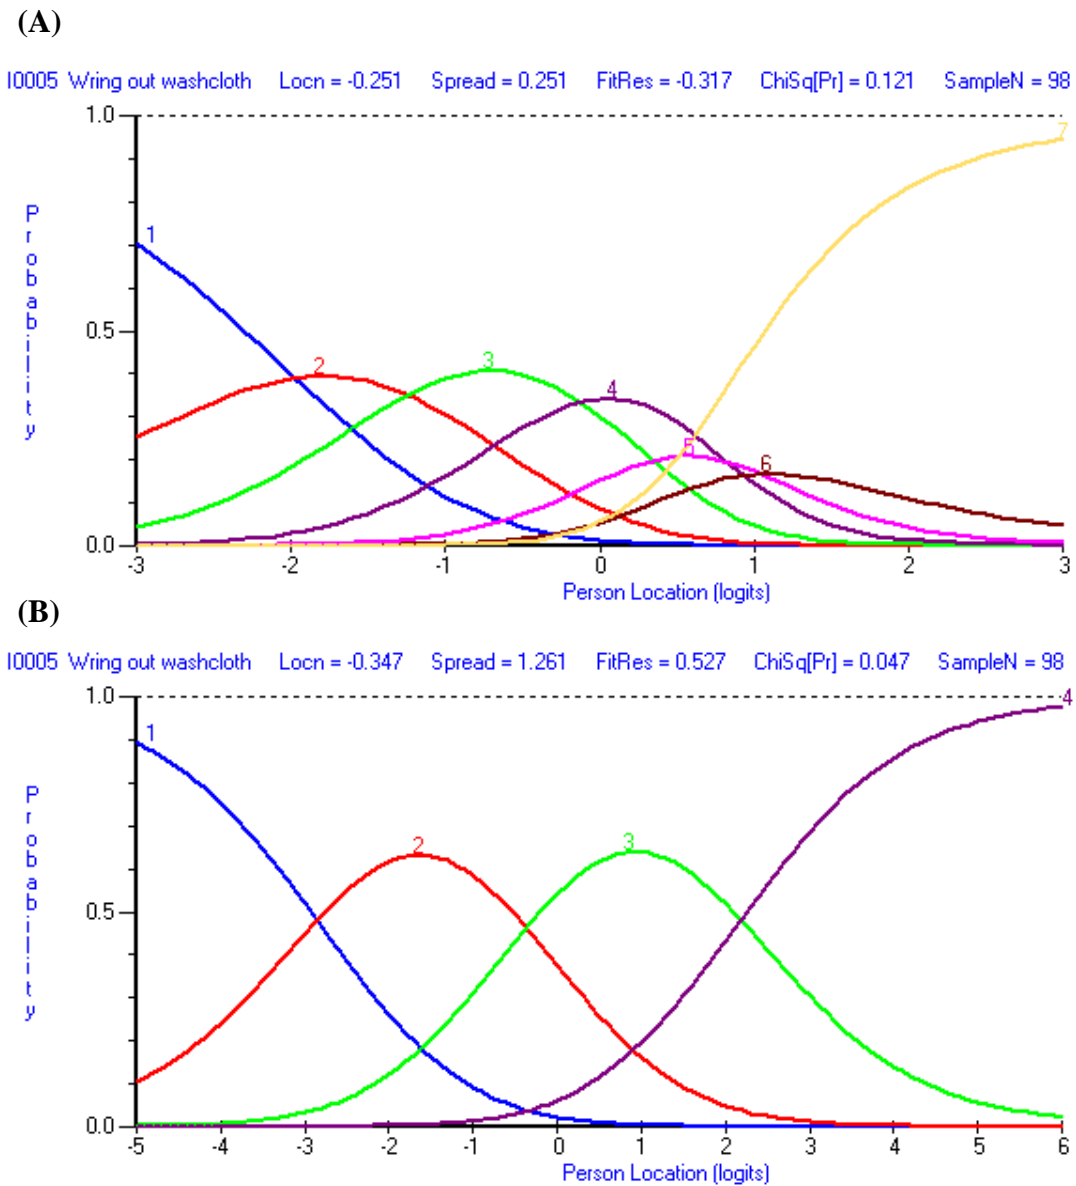 (A)
I0005 Wring out washcloth Locn = -0.251 Spread = 0.251 FitRes = -0.317 ChiSq[Pr] = 0.121 SampleN = 98
1.0
7
Probability
1
0.5
2
3
4
5
6
0.0
-3 -2 -1 0 1 2 3
Person Location (logits)
(B)
I0005 Wring out washcloth Locn = -0.347 Spread = 1.261 FitRes = 0.527 ChiSq[Pr] = 0.047 SampleN = 98
1.0
4
1
Probability
2
3
0.5
0.0
-5 -4 -3 -2 -1 0 1 2 3 4 5 6
Person Location (logits)